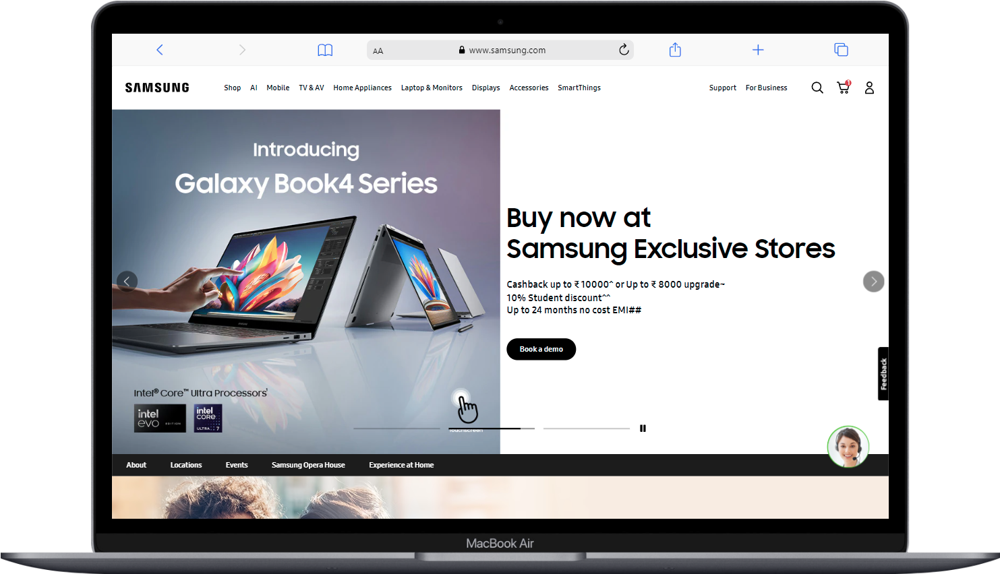 AA
www.samsung.com
SAMSUNG
Shop AI Mobile TV & AV Home Appliances Laptop & Monitors Displays Accessories SmartThings Support For Business
1
Introducing
Galaxy Book4 Series
Buy now at
Samsung Exclusive Stores
Cashback up to ₹ 10000^ or Up to ₹ 8000 upgrade~
10% Student discount^^
Up to 24 months no cost EMI##
Book a demo
Feedback
Intel® Core™ Ultra Processors¹
intel evo EDITION
intel CORE ULTRA 7
Touchscreen
About Locations Events Samsung Opera House Experience at Home
MacBook Air